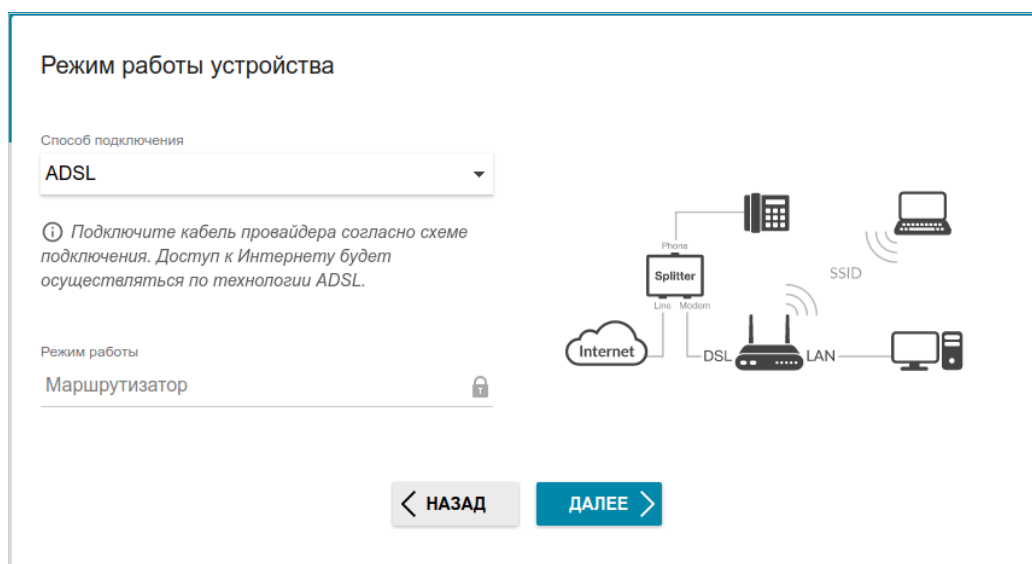 Режим работы устройства
Способ подключения
ADSL
Подключите кабель провайдера согласно схеме
подключения. Доступ к Интернету будет
осуществляться по технологии ADSL.
Режим работы
Маршрутизатор
Phone
Splitter
Line Modem
SSID
Internet
DSL
LAN
НАЗАД
ДАЛЕЕ